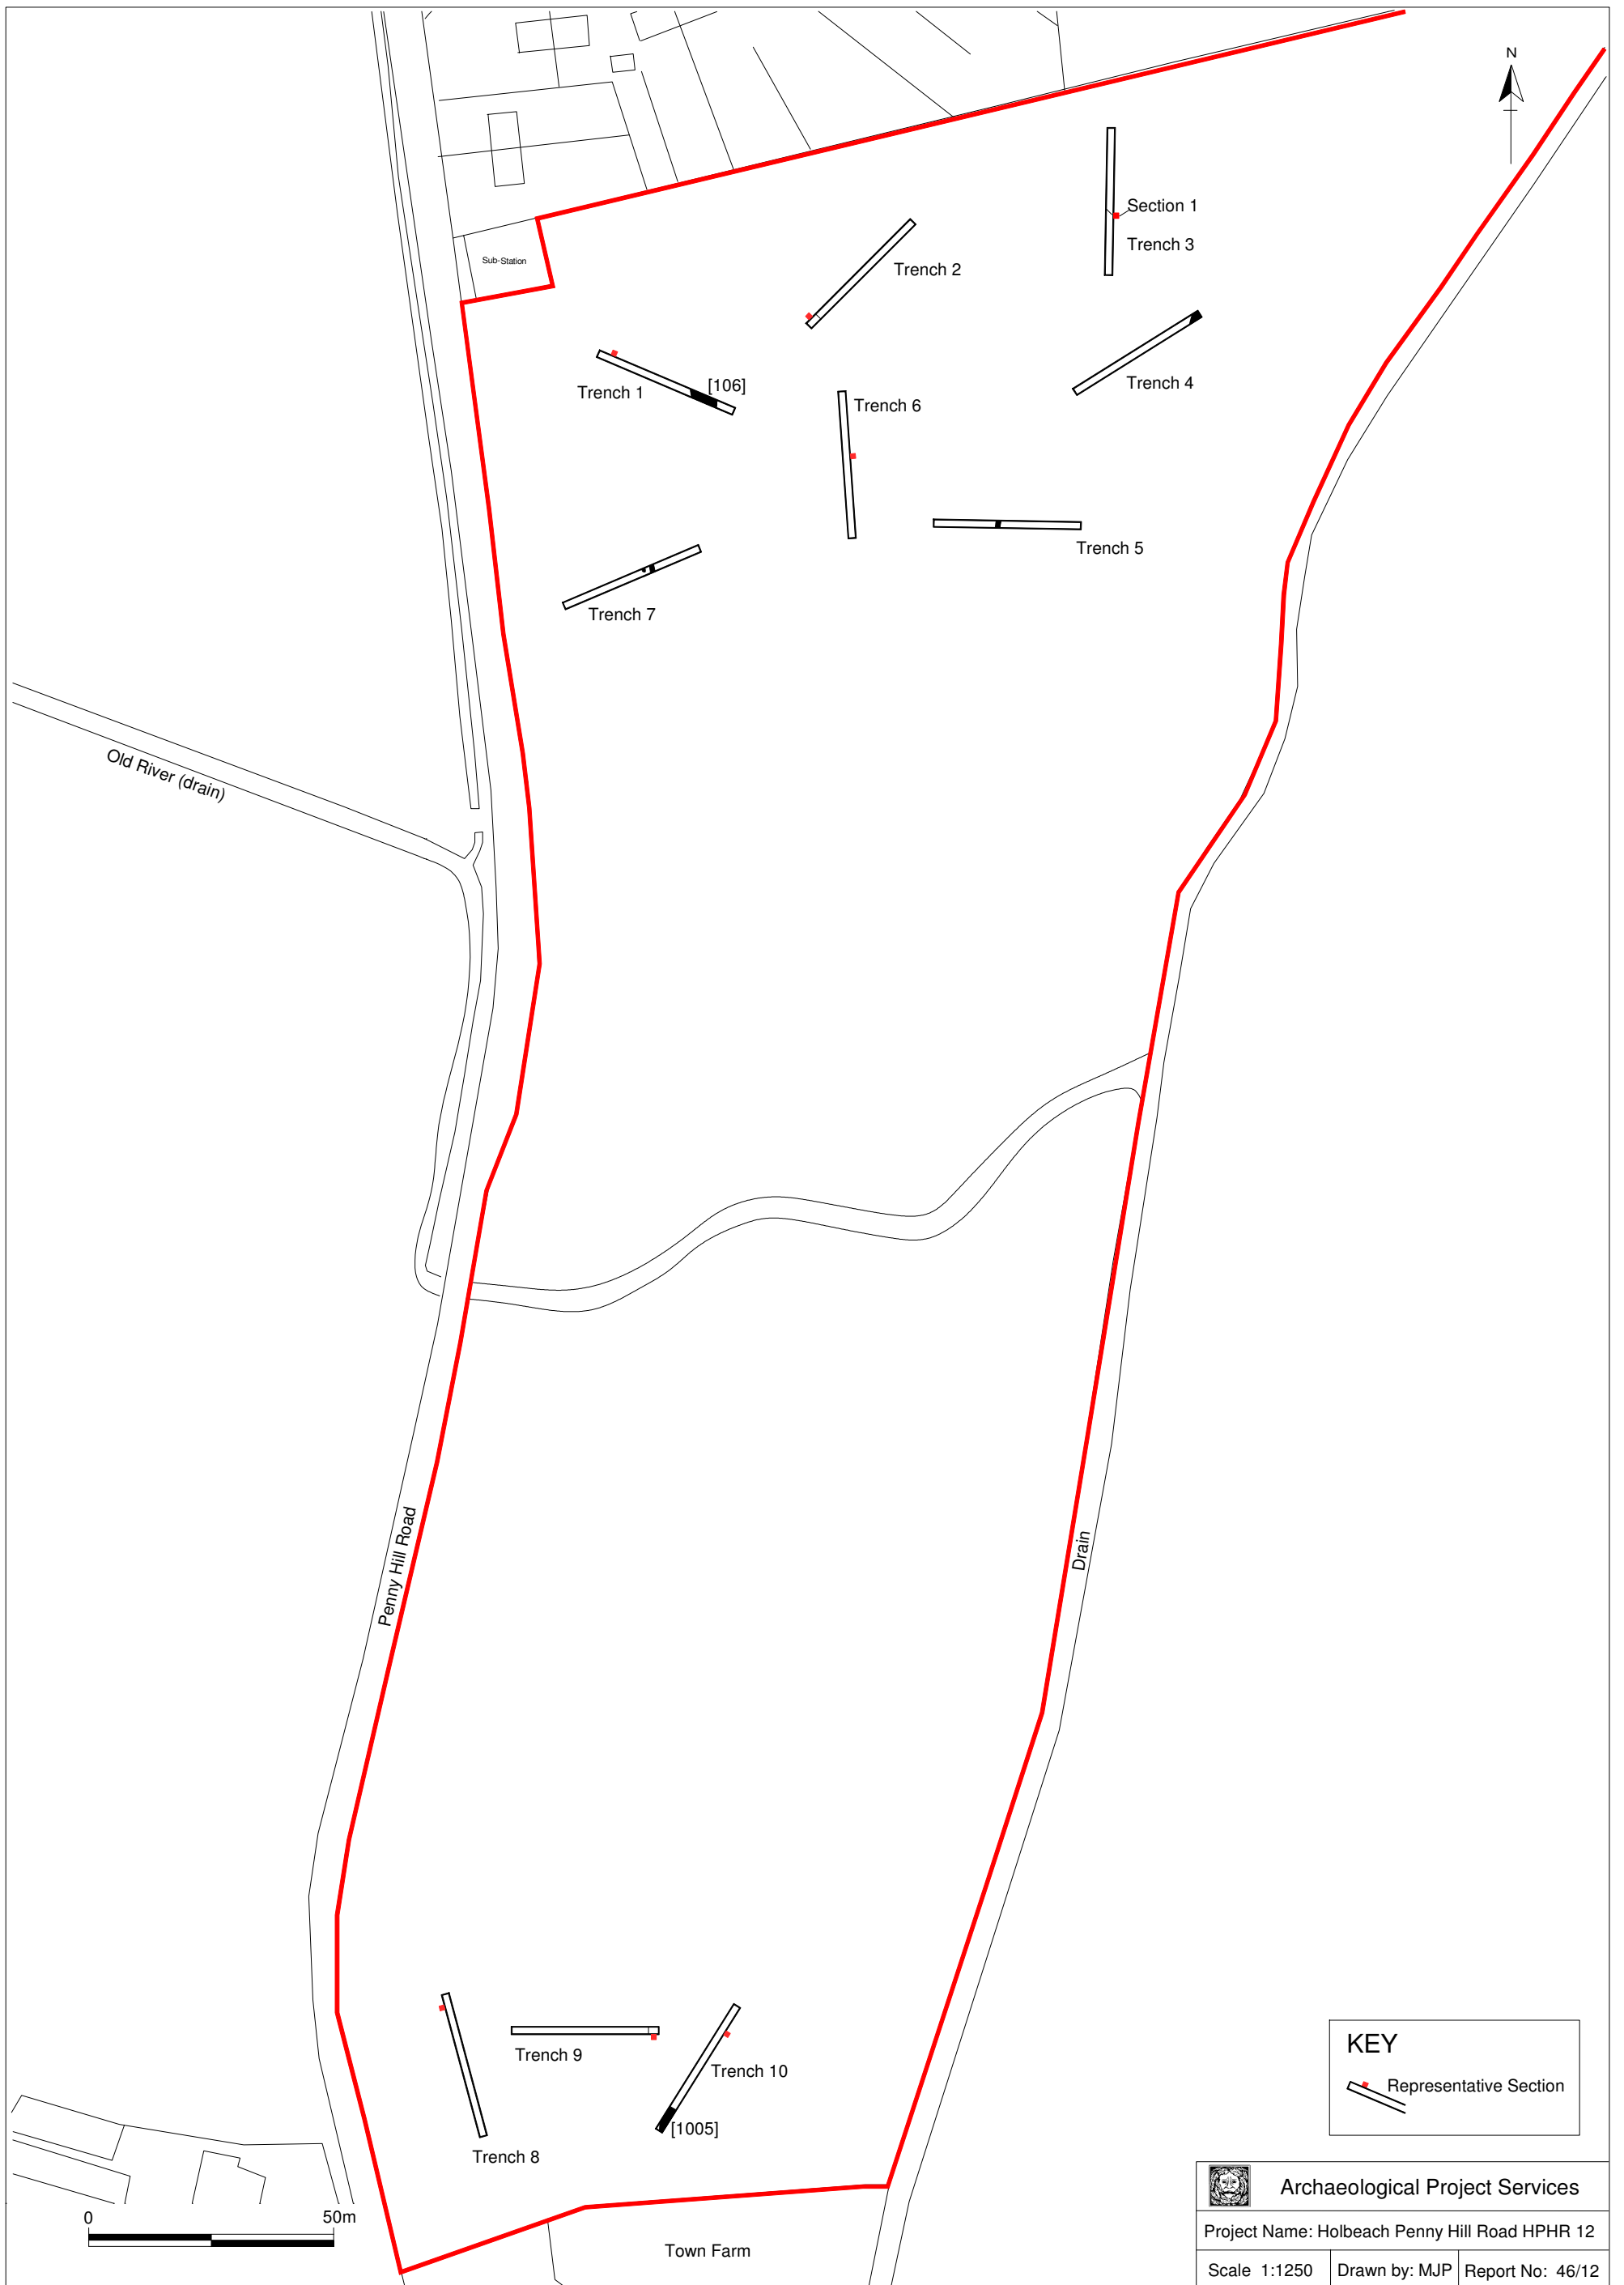 N
Section 1
Trench 3
Sub-Station
Trench 2
Trench 1
[106]
Trench 4
Trench 6
Trench 5
Trench 7
Old River (drain)
Penny Hill Road
Drain
Trench 9
Trench 10
[1005]
Trench 8
KEY
Representative Section
0 50m
Town Farm
Archaeological Project Services
Project Name: Holbeach Penny Hill Road HPHR 12
Scale 1:1250 Drawn by: MJP Report No: 46/12